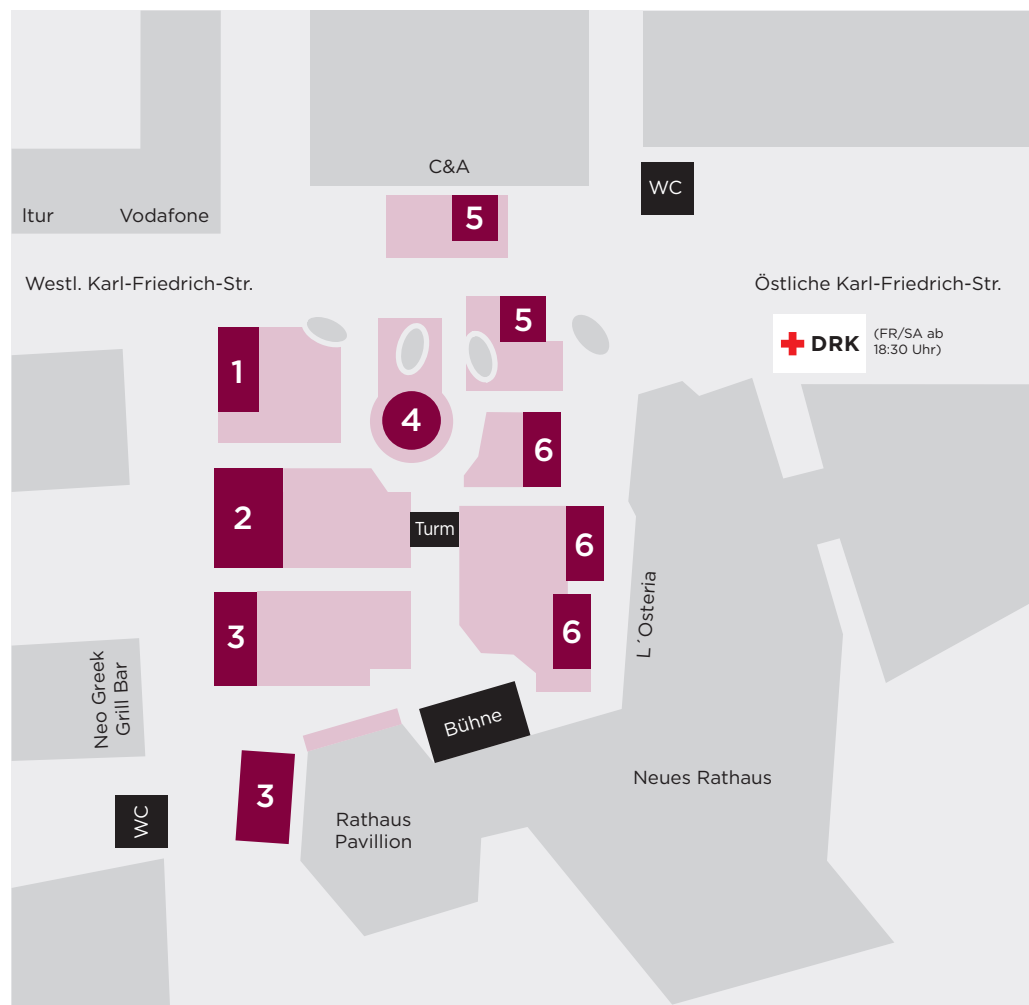 C&A
WC
5
Itur
Vodafone
Westl. Karl-Friedrich-Str.
Östliche Karl-Friedrich-Str.
5
DRK
(FR/SA ab
18:30 Uhr)
1
4
6
2
Turm
6
3
6
L´Osteria
Neo Greek
Grill Bar
Bühne
Neues Rathaus
3
WC
Rathaus
Pavillion